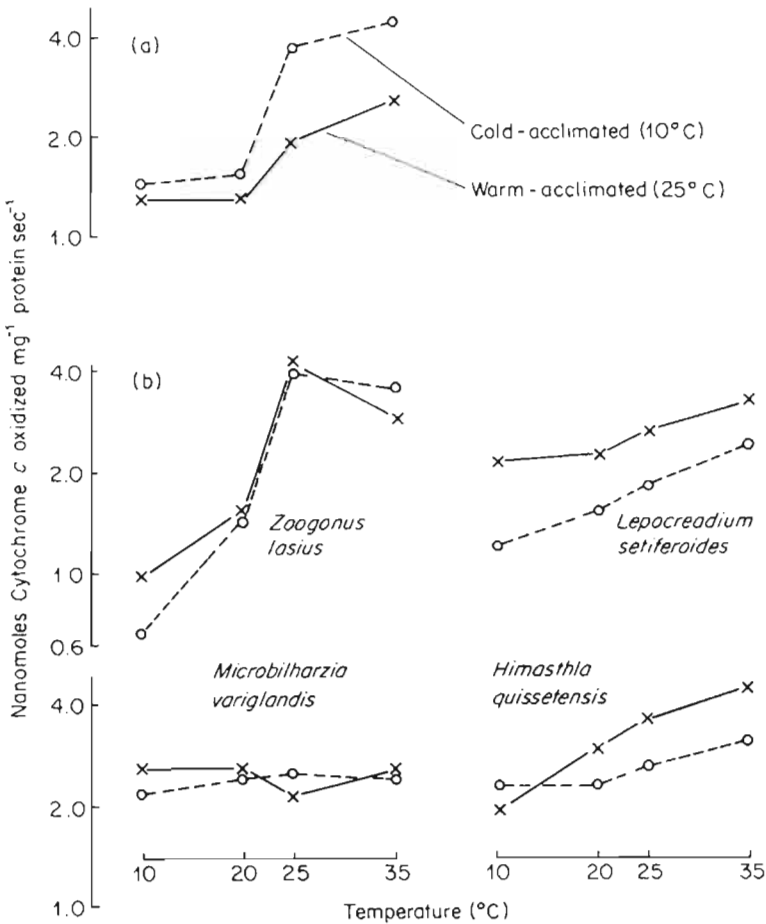 Nanomoles Cytochrome c oxidized mg⁻¹ protein sec⁻¹
4.0
2.0
1.0
(a)
Cold-acclimated (10°C)
Warm-acclimated (25°C)
4.0
2.0
1.0
0.6
(b)
Zoogonus
lasius
Lepocreadium
setiferoides
Microbilharzia
variglandis
Himasthla
quissetensis
4.0
2.0
1.0
10
20
25
35
10
20
25
35
Temperature (°C)